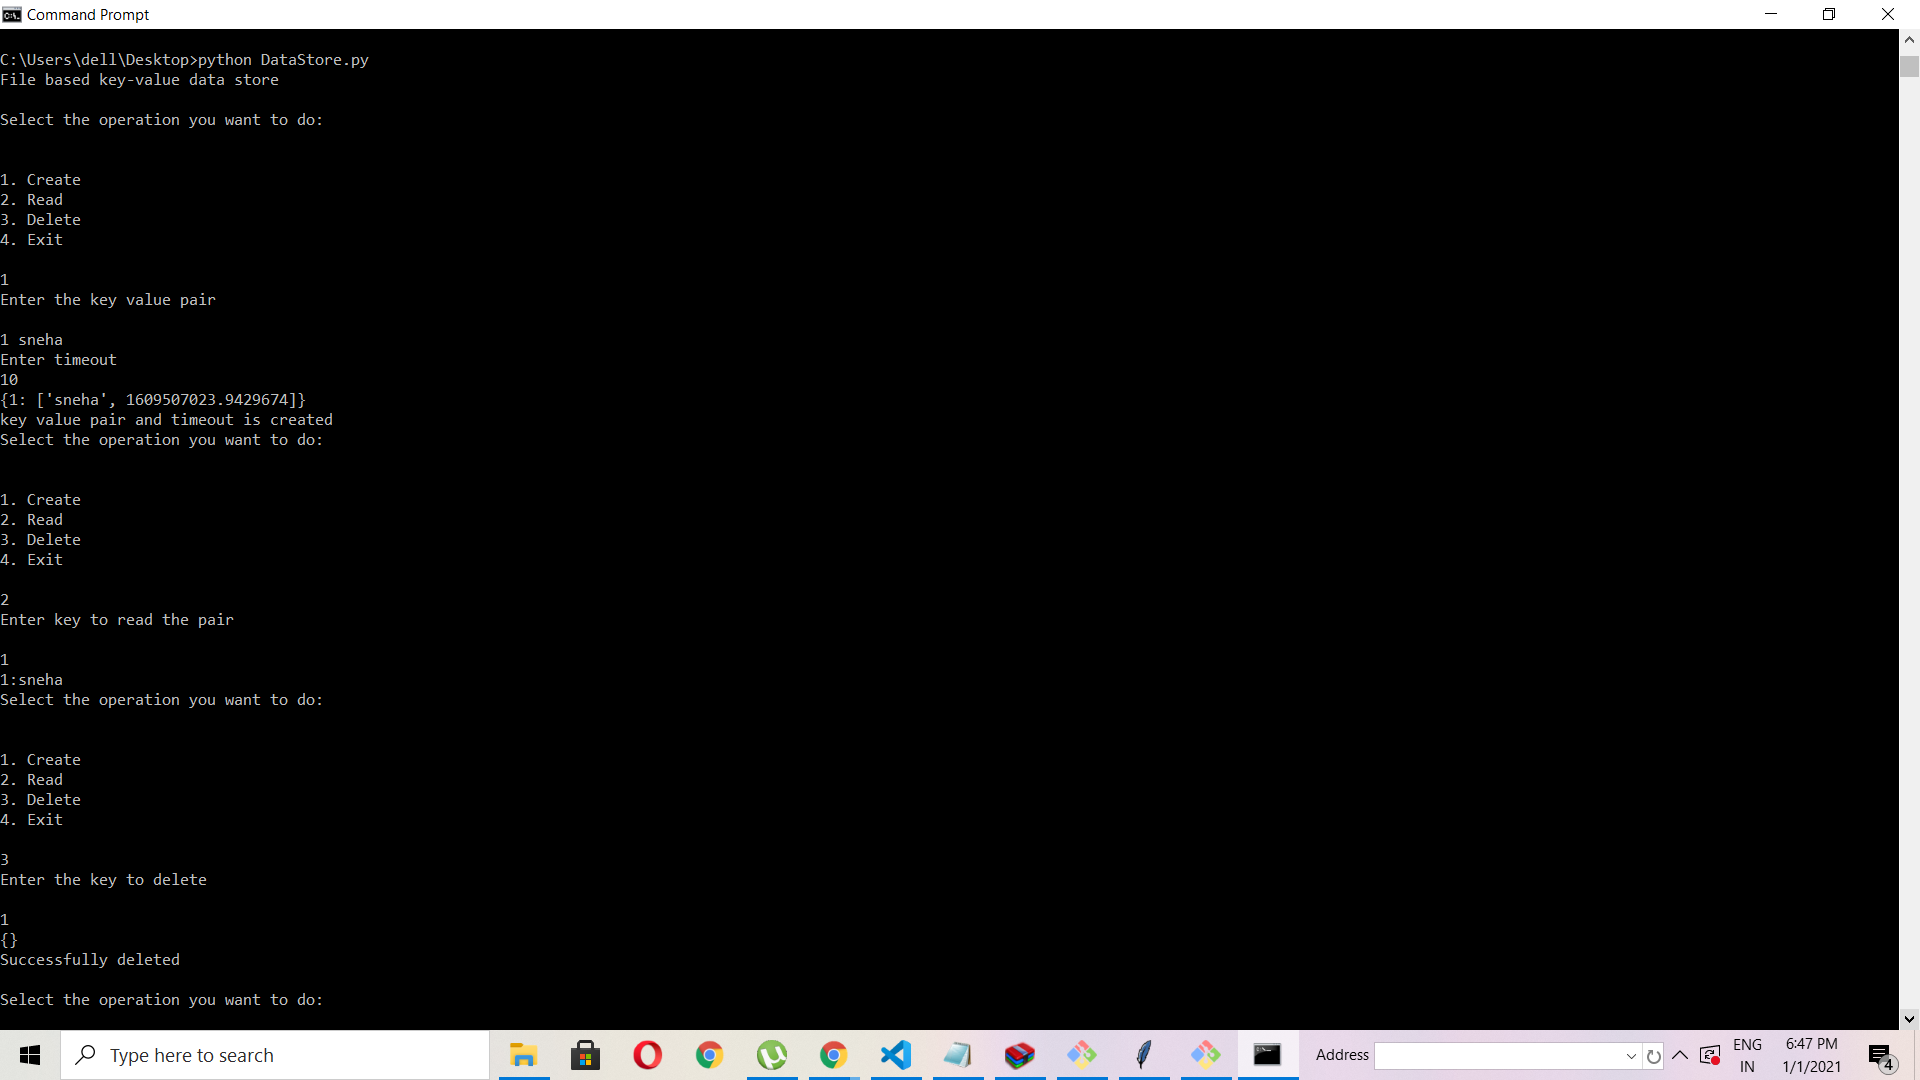 Command Prompt
C:\Users\dell\Desktop>python DataStore.py
File based key-value data store
Select the operation you want to do:
1. Create
2. Read
3. Delete
4. Exit
1
Enter the key value pair
1 sneha
Enter timeout
10
{1: ['sneha', 1609507023.9429674]}
key value pair and timeout is created
Select the operation you want to do:
1. Create
2. Read
3. Delete
4. Exit
2
Enter key to read the pair
1
1:sneha
Select the operation you want to do:
1. Create
2. Read
3. Delete
4. Exit
3
Enter the key to delete
1
{}
Successfully deleted
Select the operation you want to do:
Type here to search
Address
ENG
IN
6:47 PM
1/1/2021
4